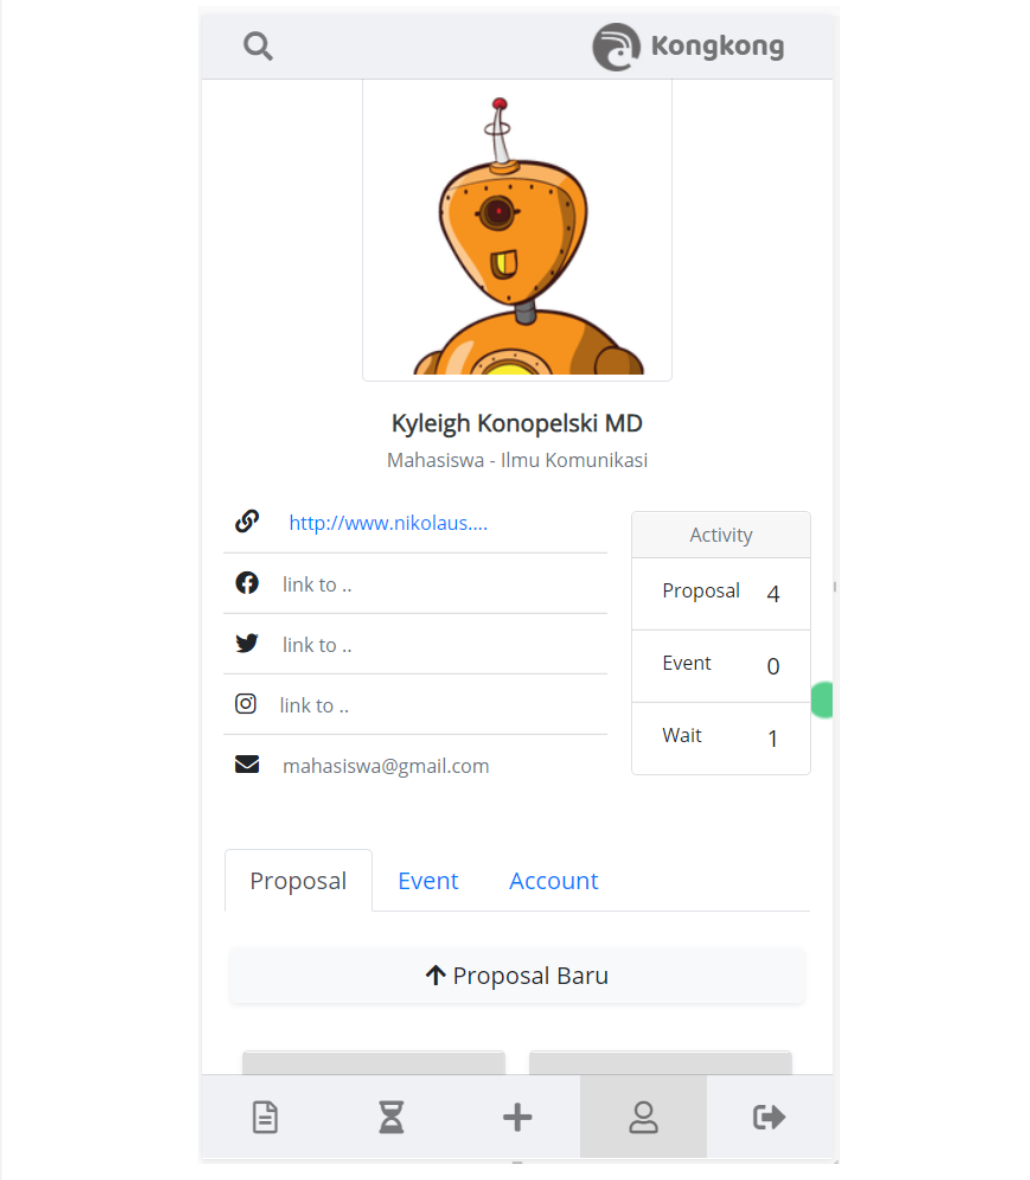 Kongkong
Kyleigh Konopelski MD
Mahasiswa - Ilmu Komunikasi
http://www.nikolaus....
link to ..
link to ..
link to ..
mahasiswa@gmail.com
Activity
Proposal 4
Event 0
Wait 1
Proposal Event Account
Proposal Baru